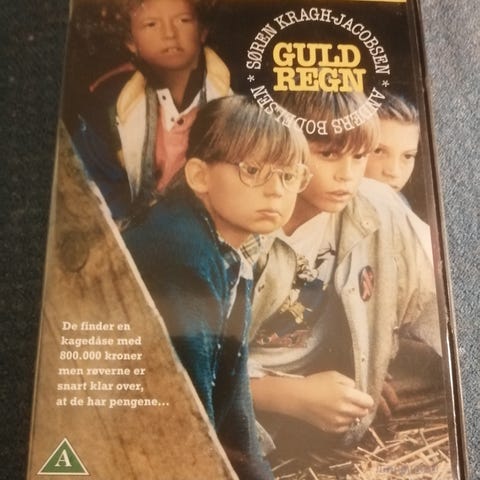 * SØREN KRAGH-JACOBSEN * ANDERS BODELSEN
GULD
REGN
De finder en
kagedåse med
800.000 kroner
men røverne er
snart klar over,
at de har pengene...
A